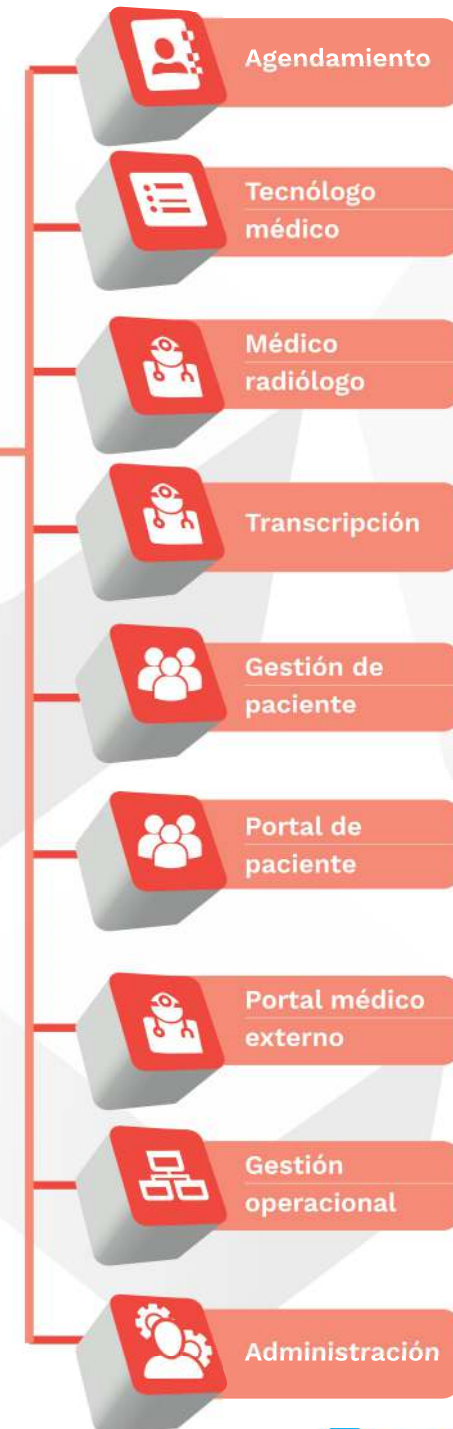 Agendamiento
Tecnólogo
médico
Médico
radiólogo
Transcripción
Gestión de
paciente
Portal de
paciente
Portal médico
externo
Gestión
operacional
Administración